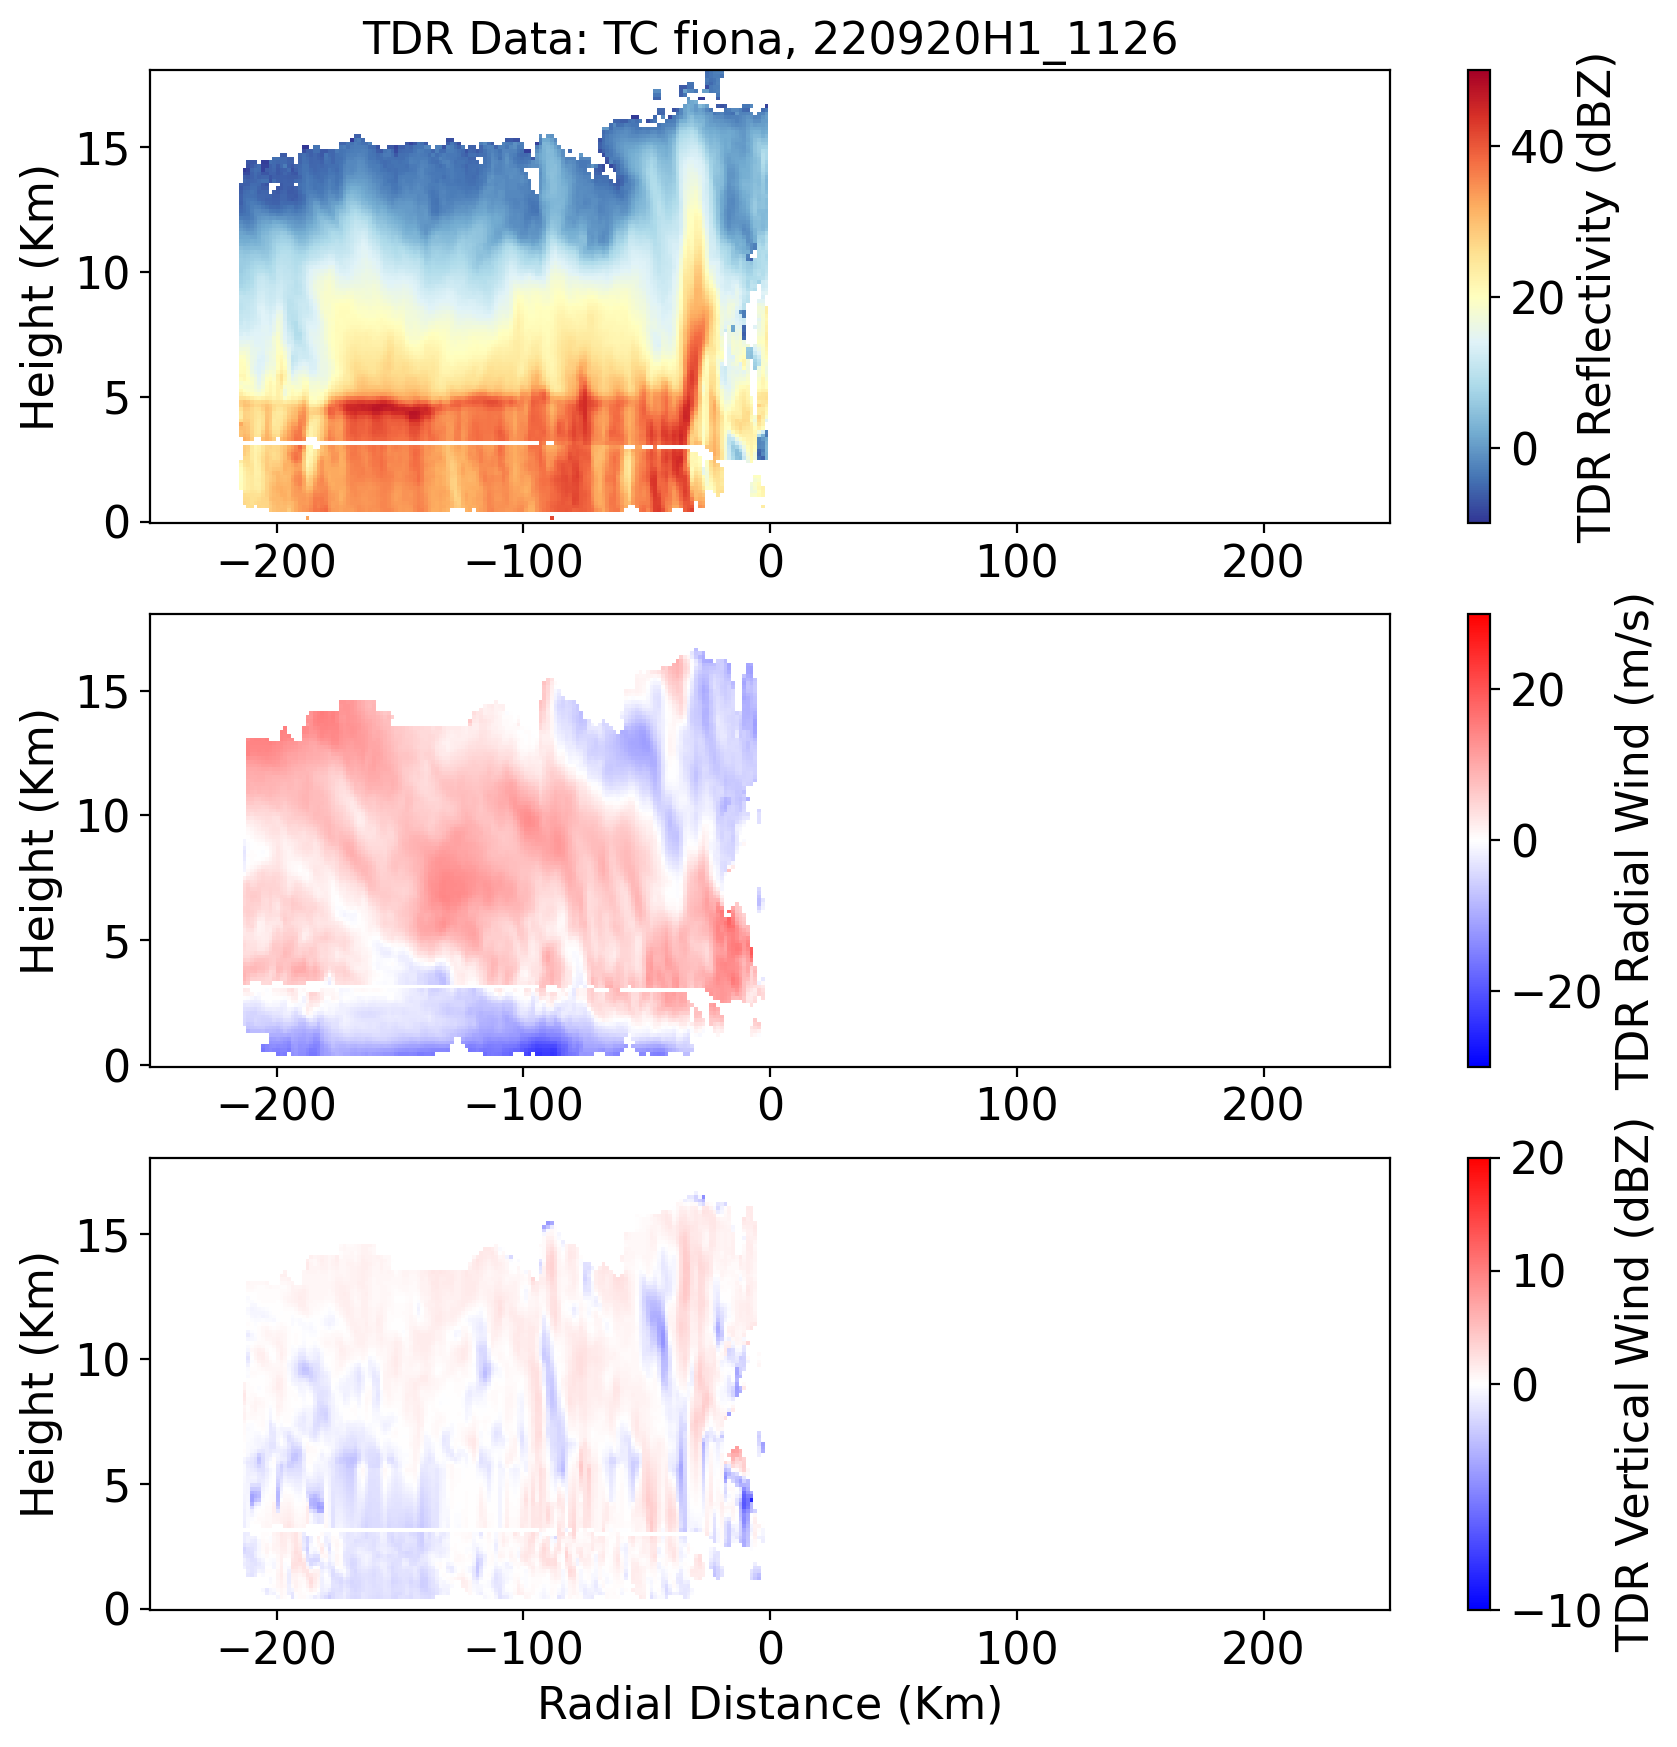 TDR Data: TC fiona, 220920H1_1126
15
10
5
0
Height (Km)
−200 −100 0 100 200
40
20
0
TDR Reflectivity (dBZ)
15
10
5
0
Height (Km)
−200 −100 0 100 200
20
0
−20
TDR Radial Wind (m/s)
15
10
5
0
Height (Km)
−200 −100 0 100 200
Radial Distance (Km)
20
10
0
−10
TDR Vertical Wind (dBZ)